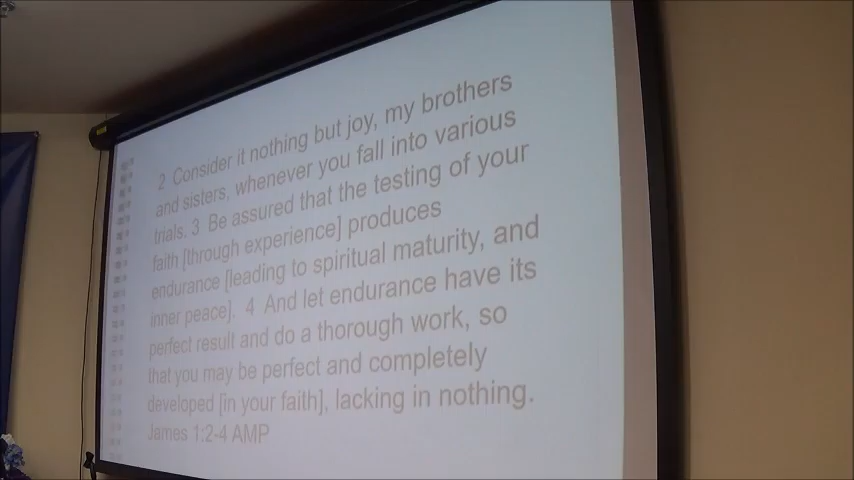 2 Consider it nothing but joy, my brothers
and sisters, whenever you fall into various
trials. 3 Be assured that the testing of your
faith [through experience] produces
endurance [leading to spiritual maturity, and
inner peace]. 4 And let endurance have its
perfect result and do a thorough work, so
that you may be perfect and completely
developed [in your faith], lacking in nothing.
James 1:2-4 AMP